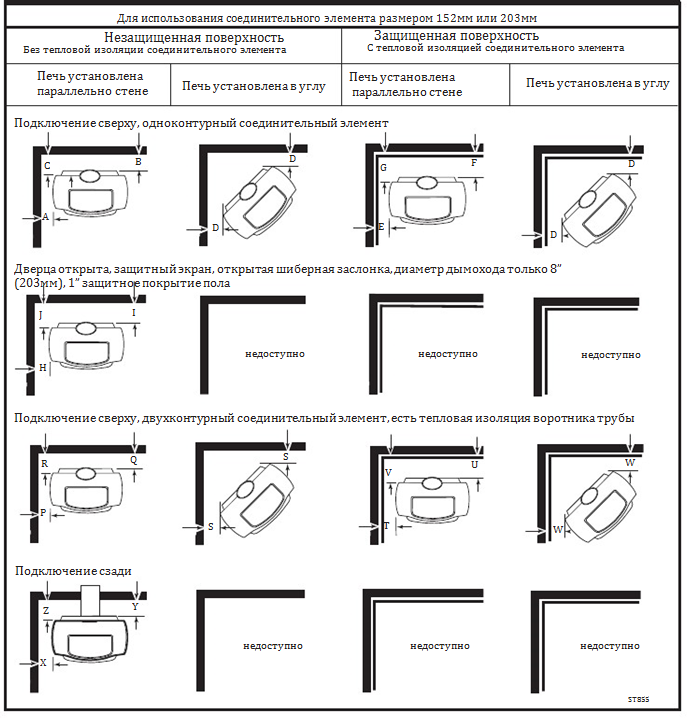 Для использования соединительного элемента размером 152мм или 203мм
Незащищенная поверхность
Без тепловой изоляции соединительного элемента
Защищенная поверхность
С тепловой изоляцией соединительного элемента
Печь установлена
параллельно стене
Печь установлена в углу
Печь установлена
параллельно стене
Печь установлена в углу
Подключение сверху, одноконтурный соединительный элемент
C B
A
D
D
G F
E
D
D
Дверца открыта, защитный экран, открытая шиберная заслонка, диаметр дымохода только 8"
(203мм), 1" защитное покрытие пола
J I
H
недоступно
недоступно
недоступно
Подключение сверху, двухконтурный соединительный элемент, есть тепловая изоляция воротника трубы
R Q
P
S
S
V U
T
W
W
Подключение сзади
Z Y
X
недоступно
недоступно
недоступно
ST855